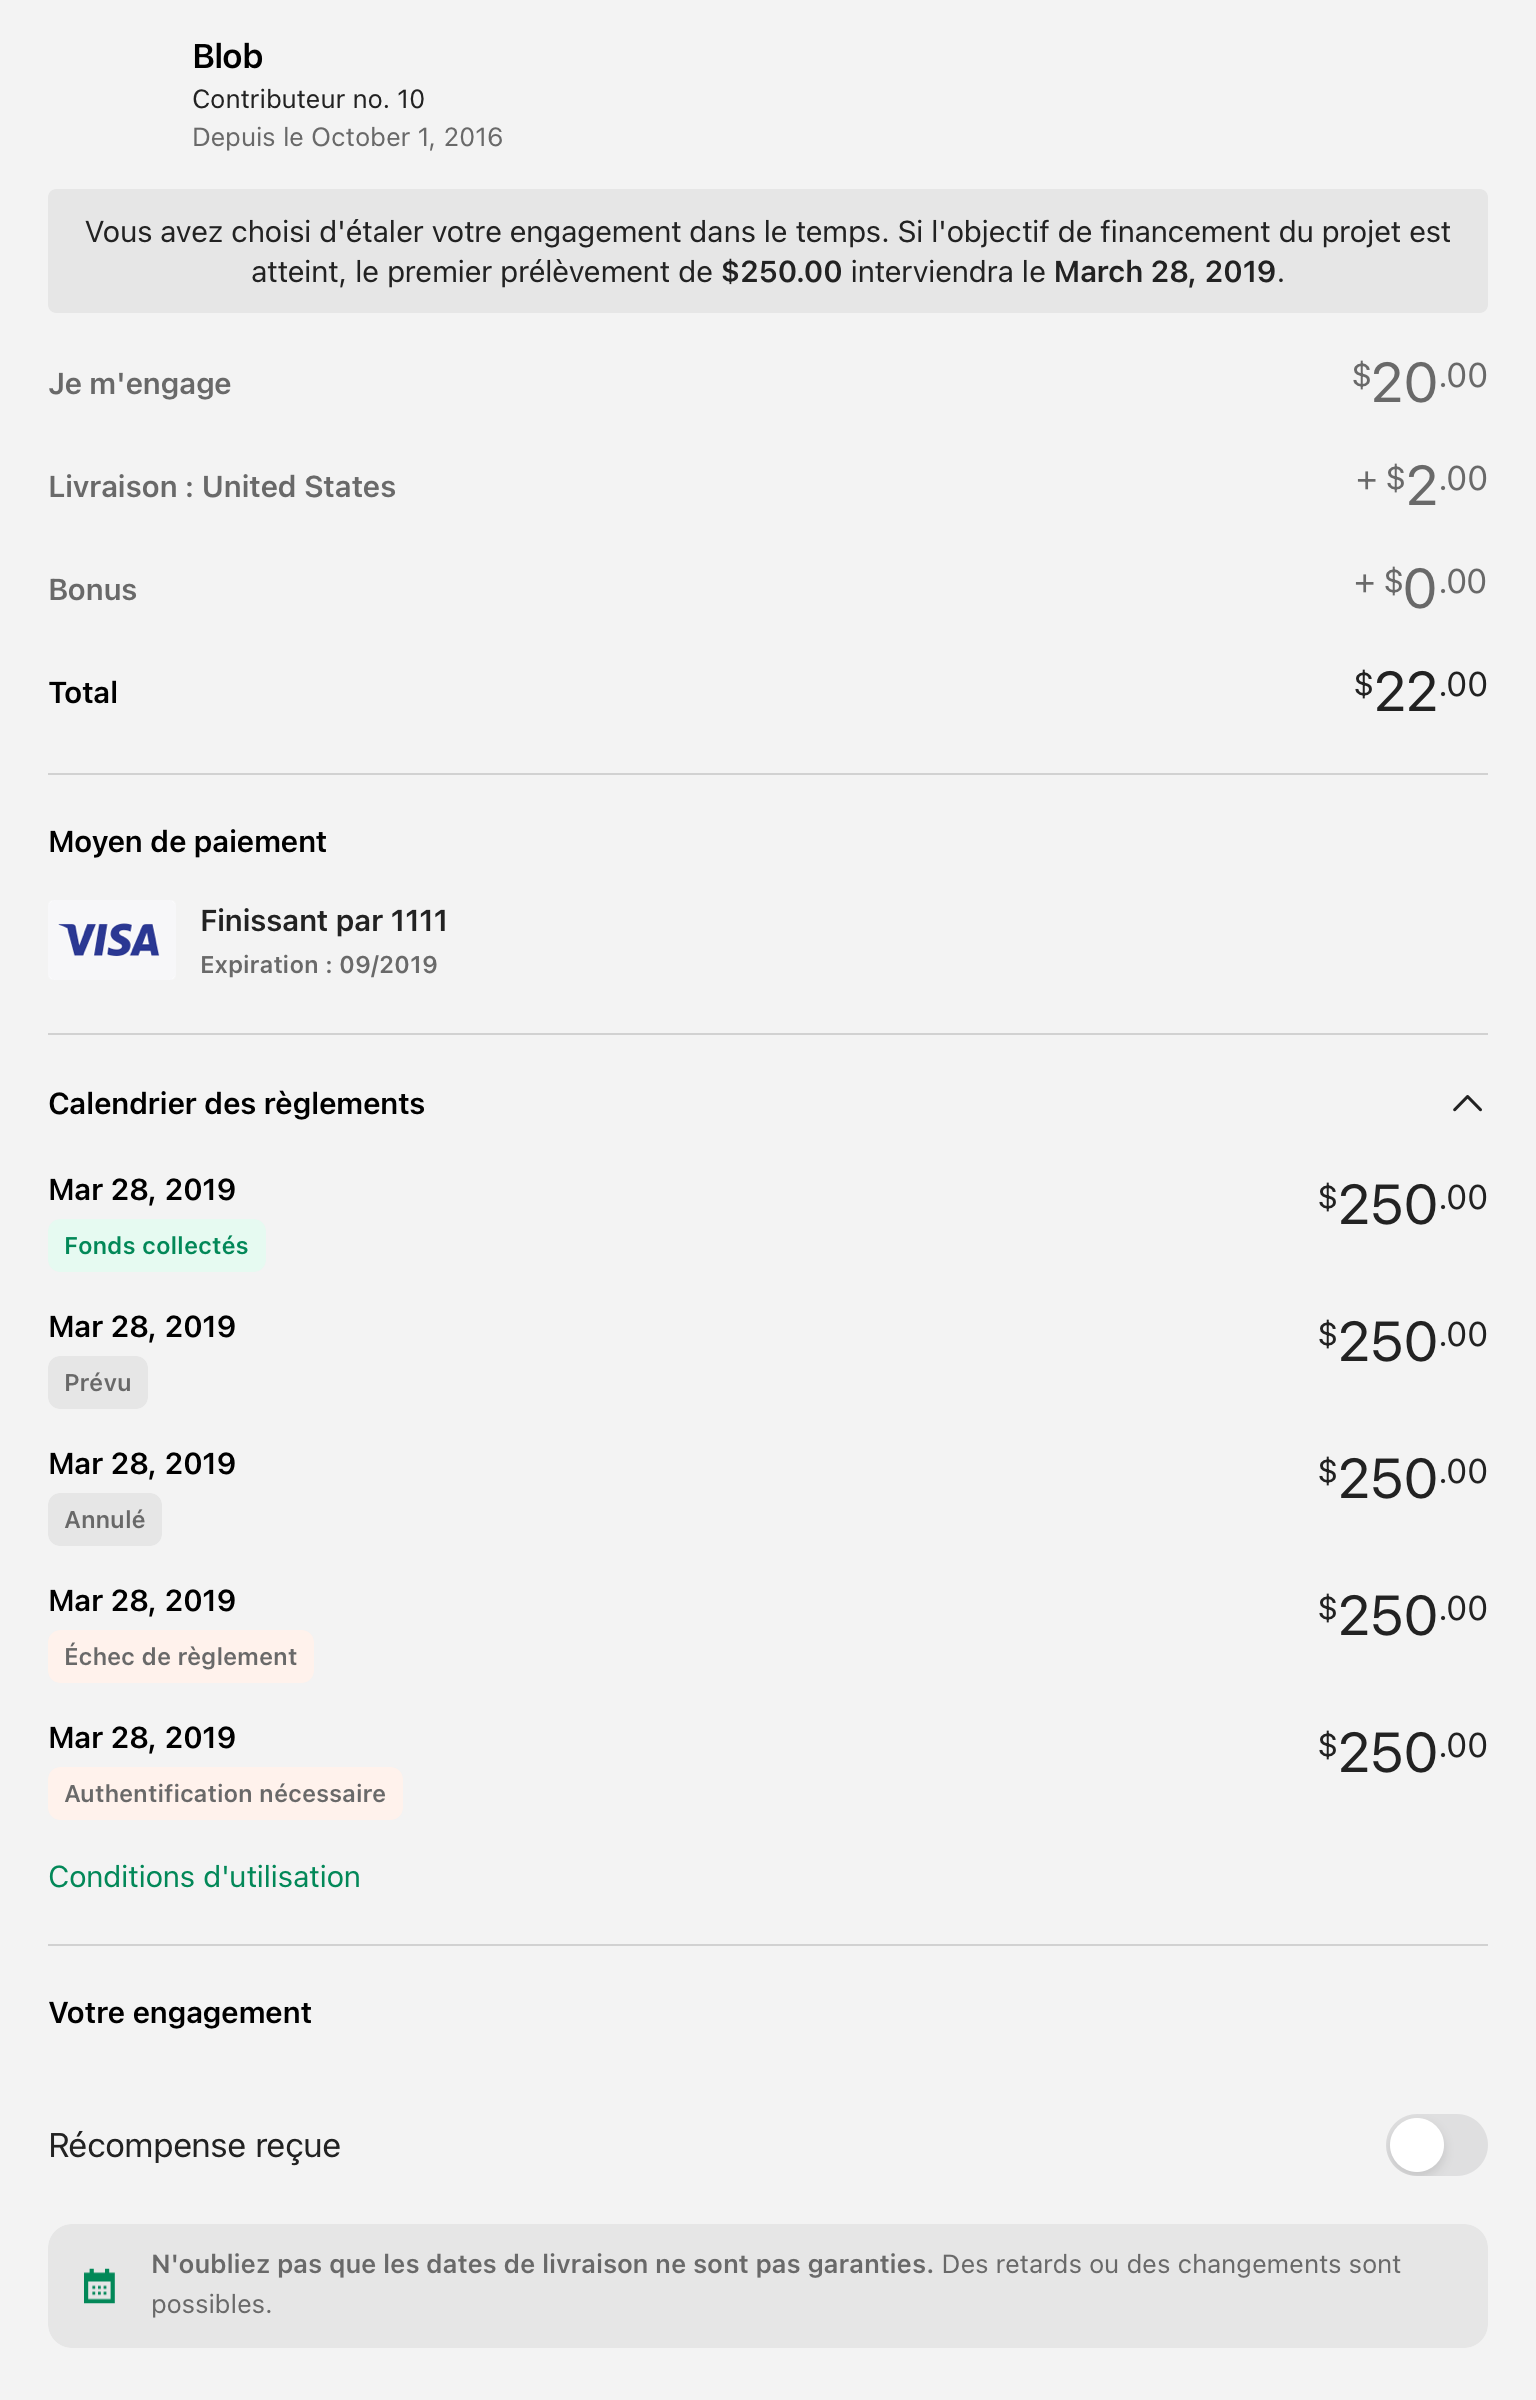 Blob
Contributeur no. 10
Depuis le October 1, 2016
Vous avez choisi d'étaler votre engagement dans le temps. Si l'objectif de financement du projet est
atteint, le premier prélèvement de $250.00 interviendra le March 28, 2019.
Je m'engage $20.00
Livraison : United States + $2.00
Bonus + $0.00
Total $22.00
Moyen de paiement
VISA Finissant par 1111
Expiration : 09/2019
Calendrier des règlements
Mar 28, 2019 $250.00
Fonds collectés
Mar 28, 2019 $250.00
Prévu
Mar 28, 2019 $250.00
Annulé
Mar 28, 2019 $250.00
Échec de règlement
Mar 28, 2019 $250.00
Authentification nécessaire
Conditions d'utilisation
Votre engagement
Récompense reçue
N'oubliez pas que les dates de livraison ne sont pas garanties. Des retards ou des changements sont
possibles.